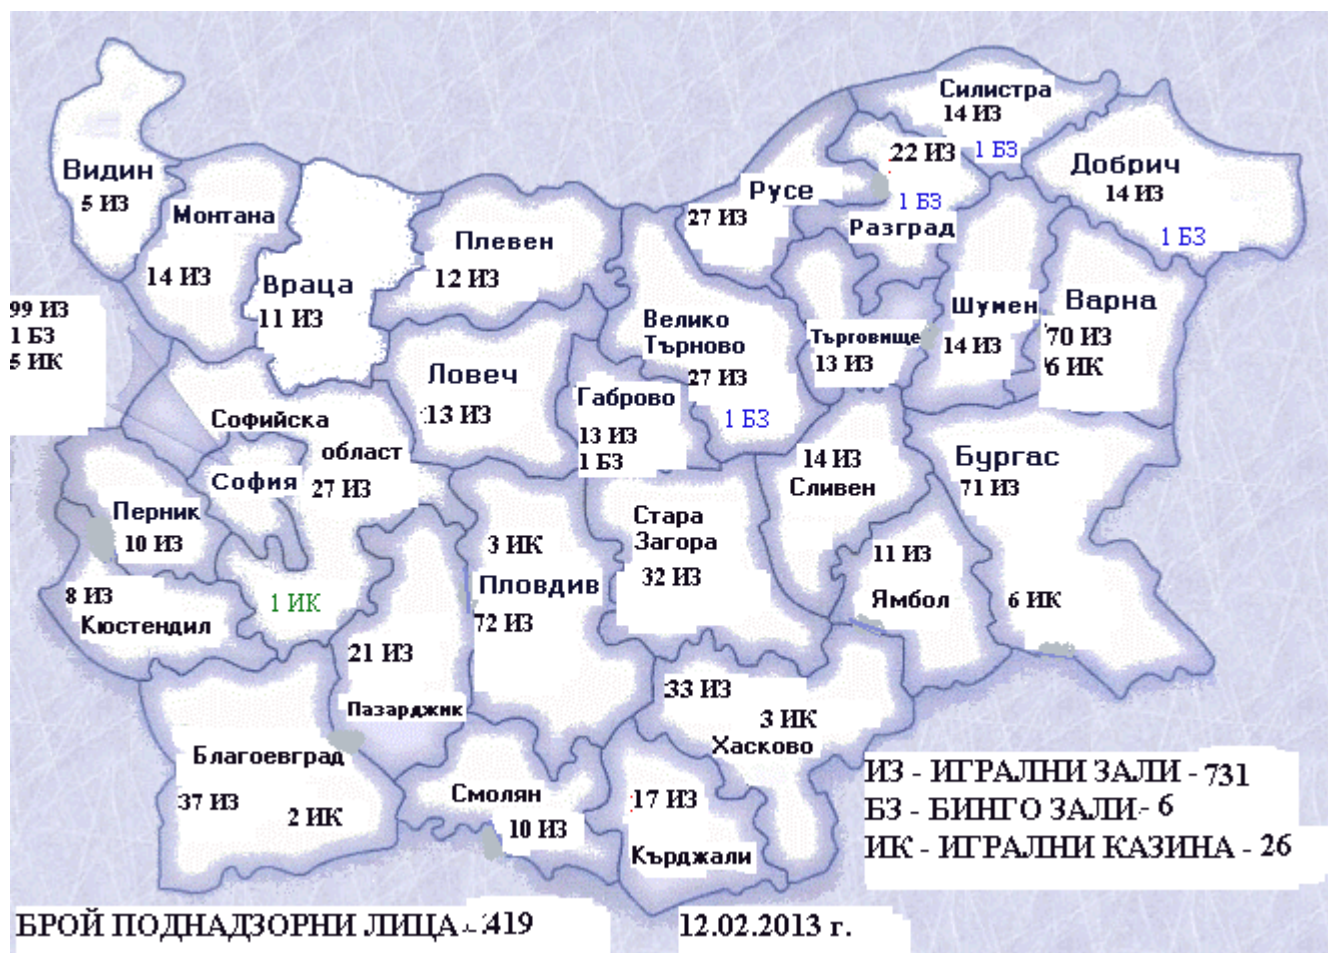 Силистра
14 ИЗ
1 БЗ
22 ИЗ
1 БЗ
Разград
Добрич
14 ИЗ
1 БЗ
Видин
5 ИЗ
Монтана
14 ИЗ
Враца
11 ИЗ
Плевен
12 ИЗ
Русе
27 ИЗ
Велико
Търново
27 ИЗ
1 БЗ
Търговище
13 ИЗ
Шумен
14 ИЗ
Варна
70 ИЗ
6 ИК
99 ИЗ
1 БЗ
5 ИК
Ловеч
13 ИЗ
Габрово
13 ИЗ
1 БЗ
Софийска
област
27 ИЗ
1 ИК
София
14 ИЗ
Сливен
Бургас
71 ИЗ
6 ИК
Перник
10 ИЗ
8 ИЗ
Кюстендил
3 ИК
Пловдив
72 ИЗ
Стара
Загора
32 ИЗ
11 ИЗ
Ямбол
21 ИЗ
Пазарджик
33 ИЗ
3 ИК
Хасково
Благоевград
37 ИЗ
2 ИК
Смолян
10 ИЗ
17 ИЗ
Кърджали
ИЗ - ИГРАЛНИ ЗАЛИ - 731
БЗ - БИНГО ЗАЛИ- 6
ИК - ИГРАЛНИ КАЗИНА - 26
БРОЙ ПОДНАДЗОРНИ ЛИЦА - 419
12.02.2013 г.